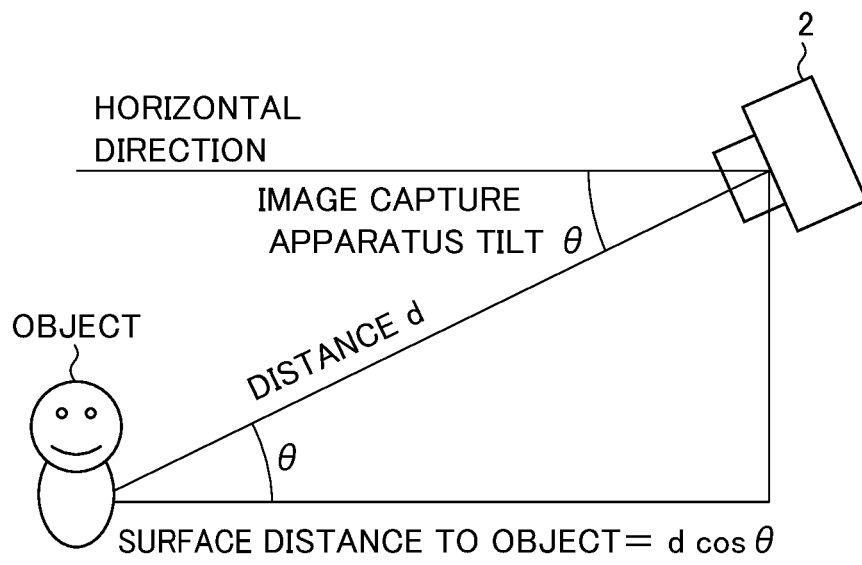 2
HORIZONTAL
DIRECTION
IMAGE CAPTURE
APPARATUS TILT θ
OBJECT
DISTANCE d
θ
SURFACE DISTANCE TO OBJECT= d cos θ